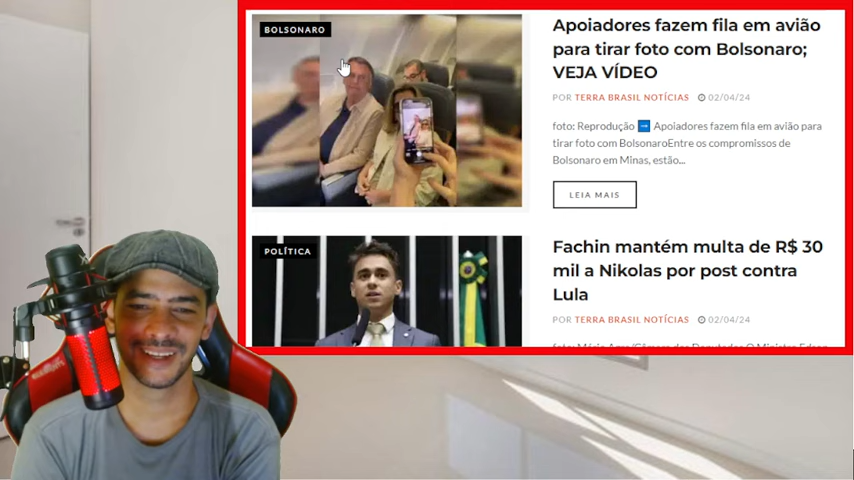 BOLSONARO
Apoiadores fazem fila em avião
para tirar foto com Bolsonaro;
VEJA VÍDEO
POR TERRA BRASIL NOTÍCIAS 02/04/24
foto: Reprodução ➡ Apoiadores fazem fila em avião para
tirar foto com BolsonaroEntre os compromissos de
Bolsonaro em Minas, estão...
LEIA MAIS
POLÍTICA
Fachin mantém multa de R$ 30
mil a Nikolas por post contra
Lula
POR TERRA BRASIL NOTÍCIAS 02/04/24